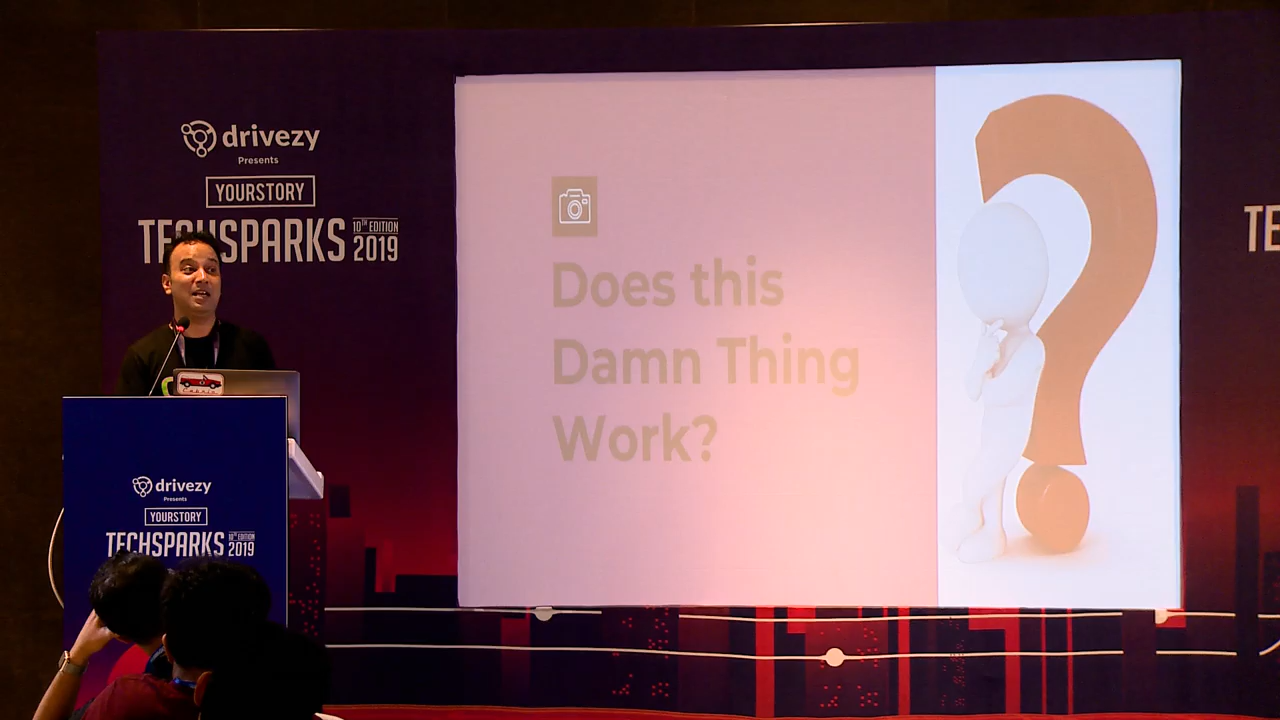 drivezy
Presents
YOURSTORY
TECHSPARKS 10TH EDITION 2019
Does this
Damn Thing
Work?
TE
drivezy
Presents
YOURSTORY
TECHSPARKS 10TH EDITION 2019